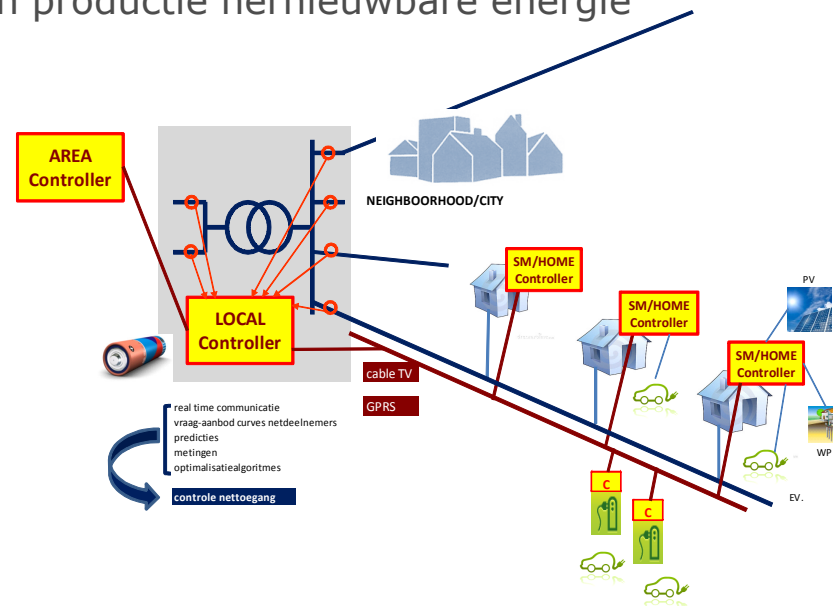 productie hernieuwbare energie
AREA
Controller
NEIGHBOORHOOD/CITY
SM/HOME
Controller
PV
SM/HOME
Controller
LOCAL
Controller
SM/HOME
Controller
cable TV
GPRS
real time communicatie
vraag-aanbod curves netdeelnemers
predicties
metingen
optimalisatiealgoritmes
controle nettoegang
WP
EV.
C
C